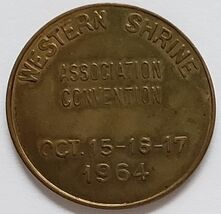 WESTERN SHRINE
ASSOCIATION
CONVENTION
OCT. 15-16-17
1964